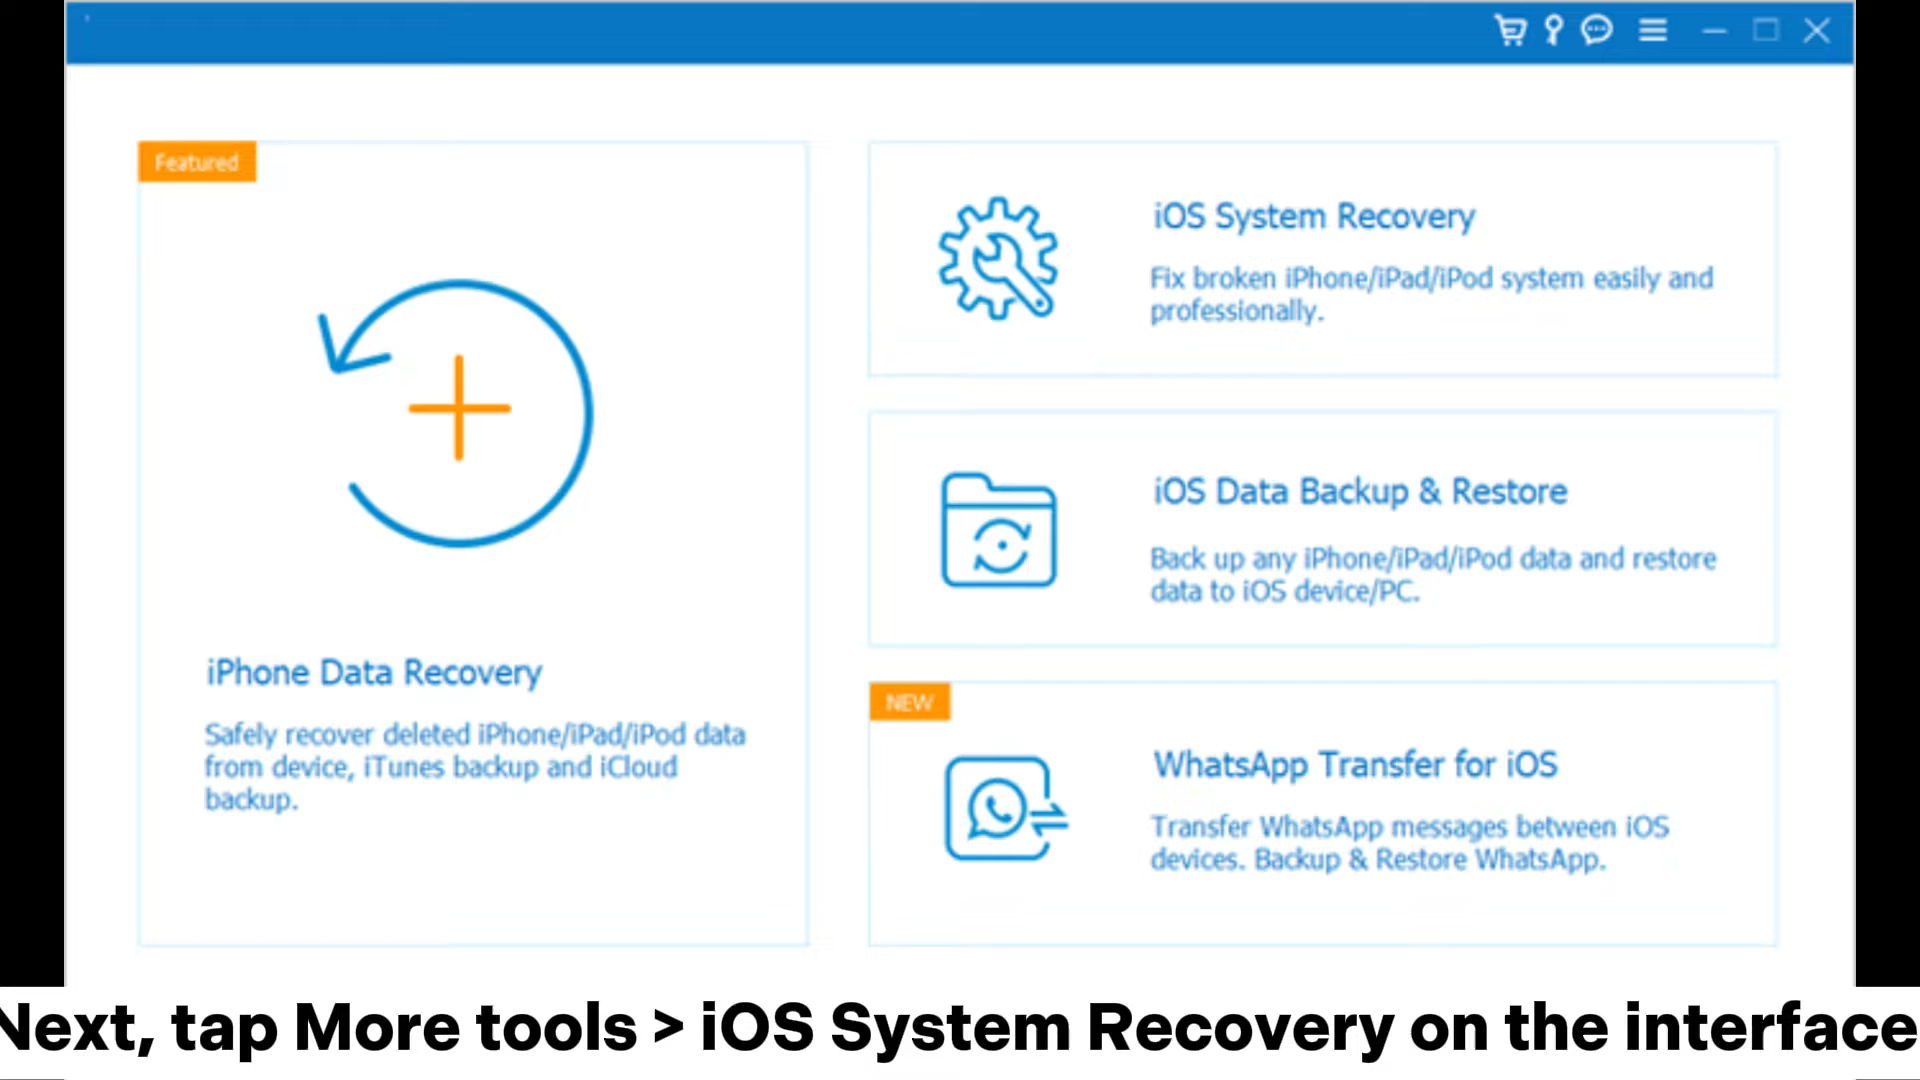 Featured
iPhone Data Recovery
Safely recover deleted iPhone/iPad/iPod data
from device, iTunes backup and iCloud
backup.
iOS System Recovery
Fix broken iPhone/iPad/iPod system easily and
professionally.
iOS Data Backup & Restore
Back up any iPhone/iPad/iPod data and restore
data to iOS device/PC.
NEW
WhatsApp Transfer for iOS
Transfer WhatsApp messages between iOS
devices. Backup & Restore WhatsApp.
Next, tap More tools > iOS System Recovery on the interface